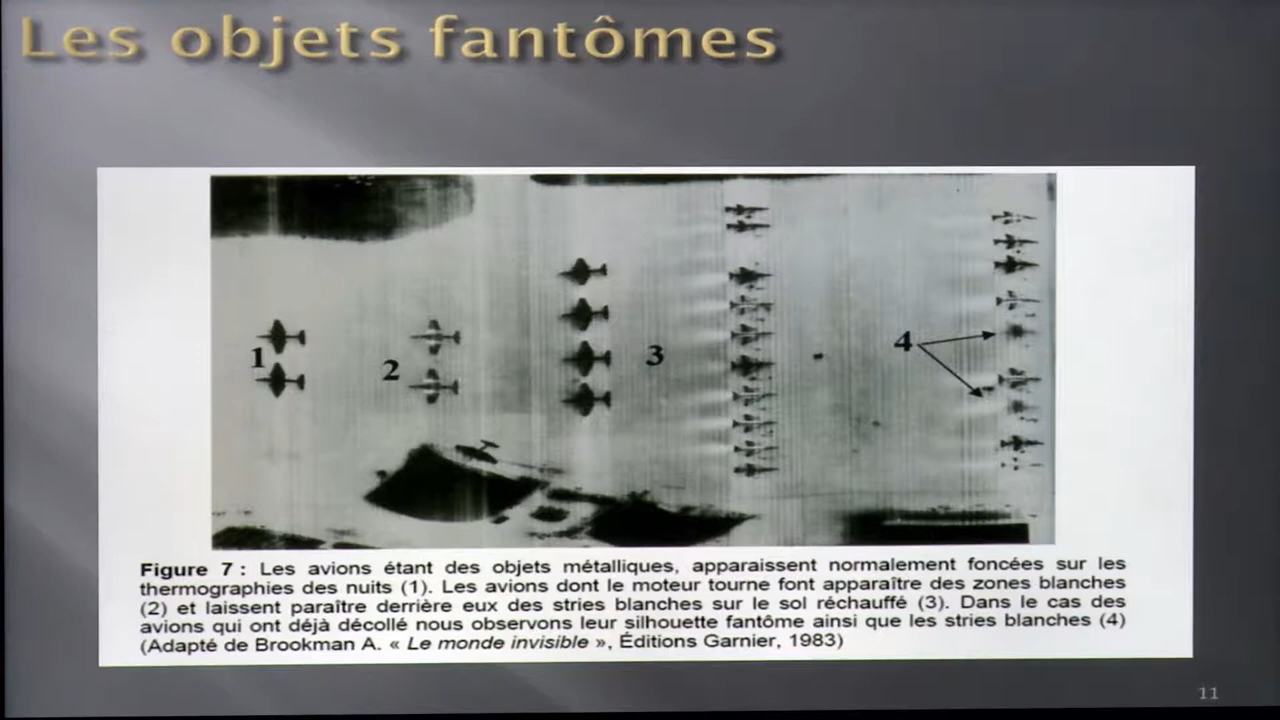 Les objets fantômes
1
2
3
4
Figure 7 : Les avions étant des objets métalliques, apparaissent normalement foncées sur les
thermographies des nuits (1). Les avions dont le moteur tourne font apparaître des zones blanches
(2) et laissent paraître derrière eux des stries blanches sur le sol réchauffé (3). Dans le cas des
avions qui ont déjà décollé nous observons leur silhouette fantôme ainsi que les stries blanches (4)
(Adapté de Brookman A. « Le monde invisible », Éditions Garnier, 1983)
11